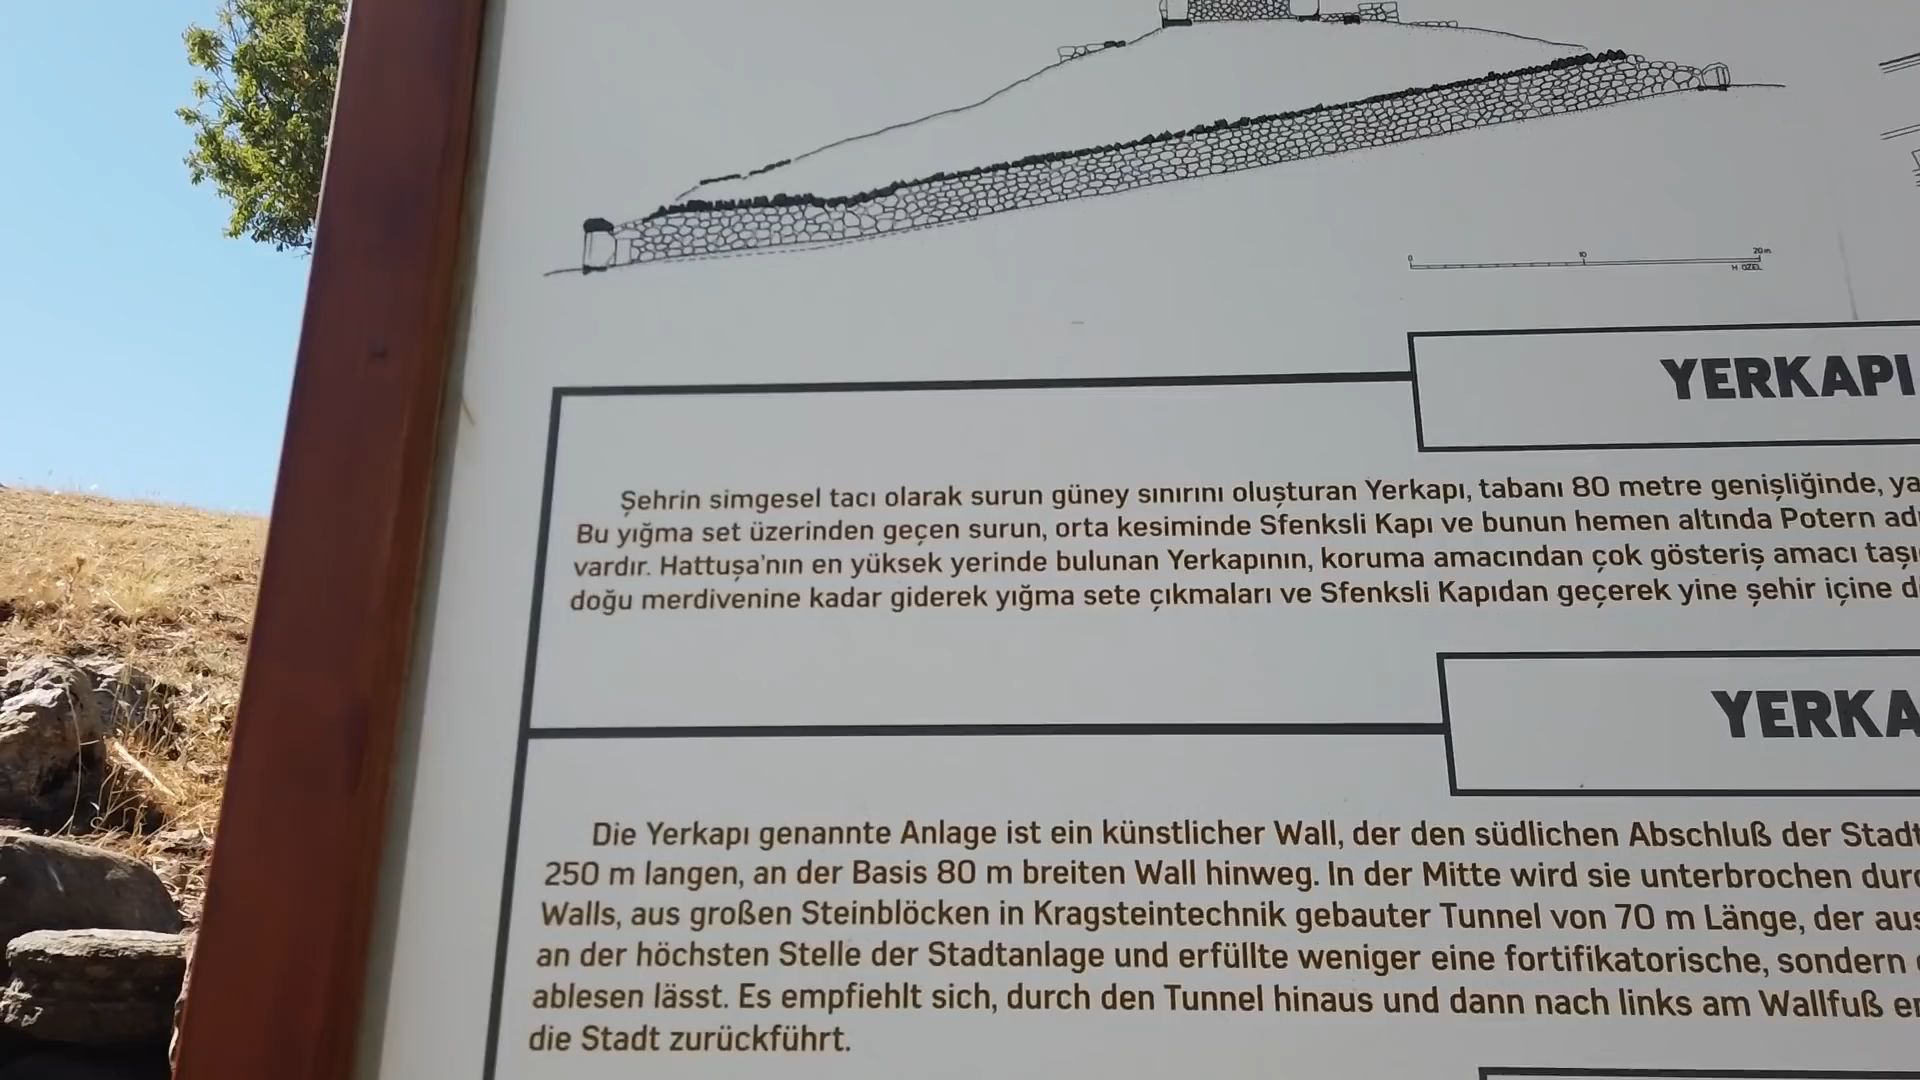 0 10 20 m.
H ÖZEL
YERKAPI
Şehrin simgesel tacı olarak surun güney sınırını oluşturan Yerkapı, tabanı 80 metre genişliğinde,
Bu yığma set üzerinden geçen surun, orta kesiminde Sfenksli Kapı ve bunun hemen altında Potern
vardır. Hattuşa'nın en yüksek yerinde bulunan Yerkapının, koruma amacından çok gösteriş amacı
doğu merdivenine kadar giderek yığma sete çıkmaları ve Sfenksli Kapıdan geçerek yine şehir içine
YERKA
Die Yerkapı genannte Anlage ist ein künstlicher Wall, der den südlichen Abschluß der Stadt
250 m langen, an der Basis 80 m breiten Wall hinweg. In der Mitte wird sie unterbrochen
Walls, aus großen Steinblöcken in Kragsteintechnik gebauter Tunnel von 70 m Länge, der aus
an der höchsten Stelle der Stadtanlage und erfüllte weniger eine fortifikatorische, sondern
ablesen lässt. Es empfiehlt sich, durch den Tunnel hinaus und dann nach links am Wallfuß
die Stadt zurückführt.